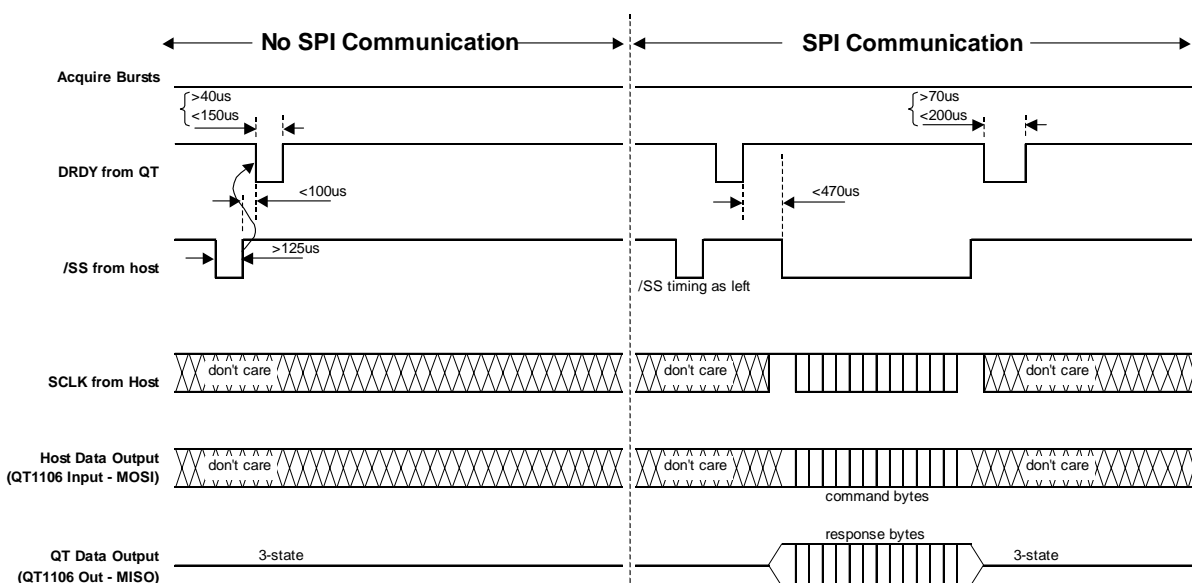 No SPI Communication
SPI Communication
Acquire Bursts
>40us
<150us
>70us
<200us
DRDY from QT
<100us
<470us
/SS from host
>125us
/SS timing as left
SCLK from Host
don't care
don't care
don't care
Host Data Output
(QT1106 Input - MOSI)
don't care
don't care
don't care
command bytes
response bytes
QT Data Output
(QT1106 Out - MISO)
3-state
3-state